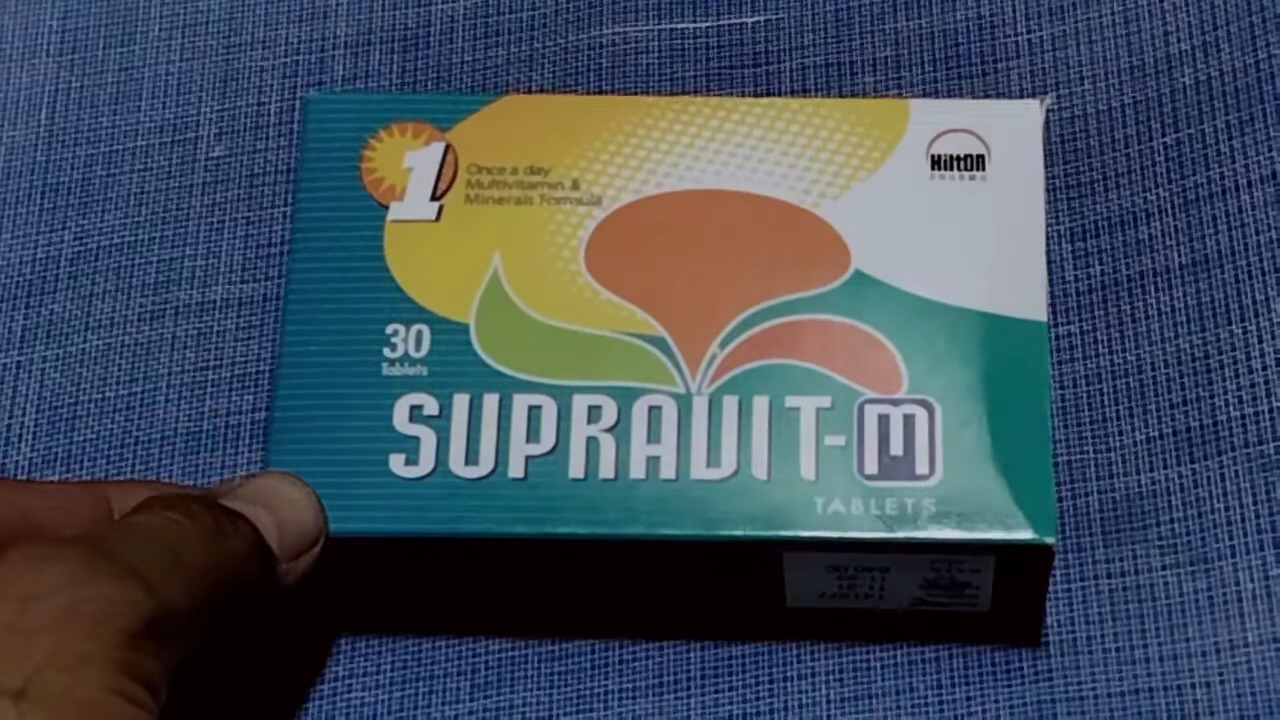 1
Once a day
Multivitamin &
Minerals Formula
Hilton
PHARMA
30
Tablets
SUPRAVIT-M
TABLETS